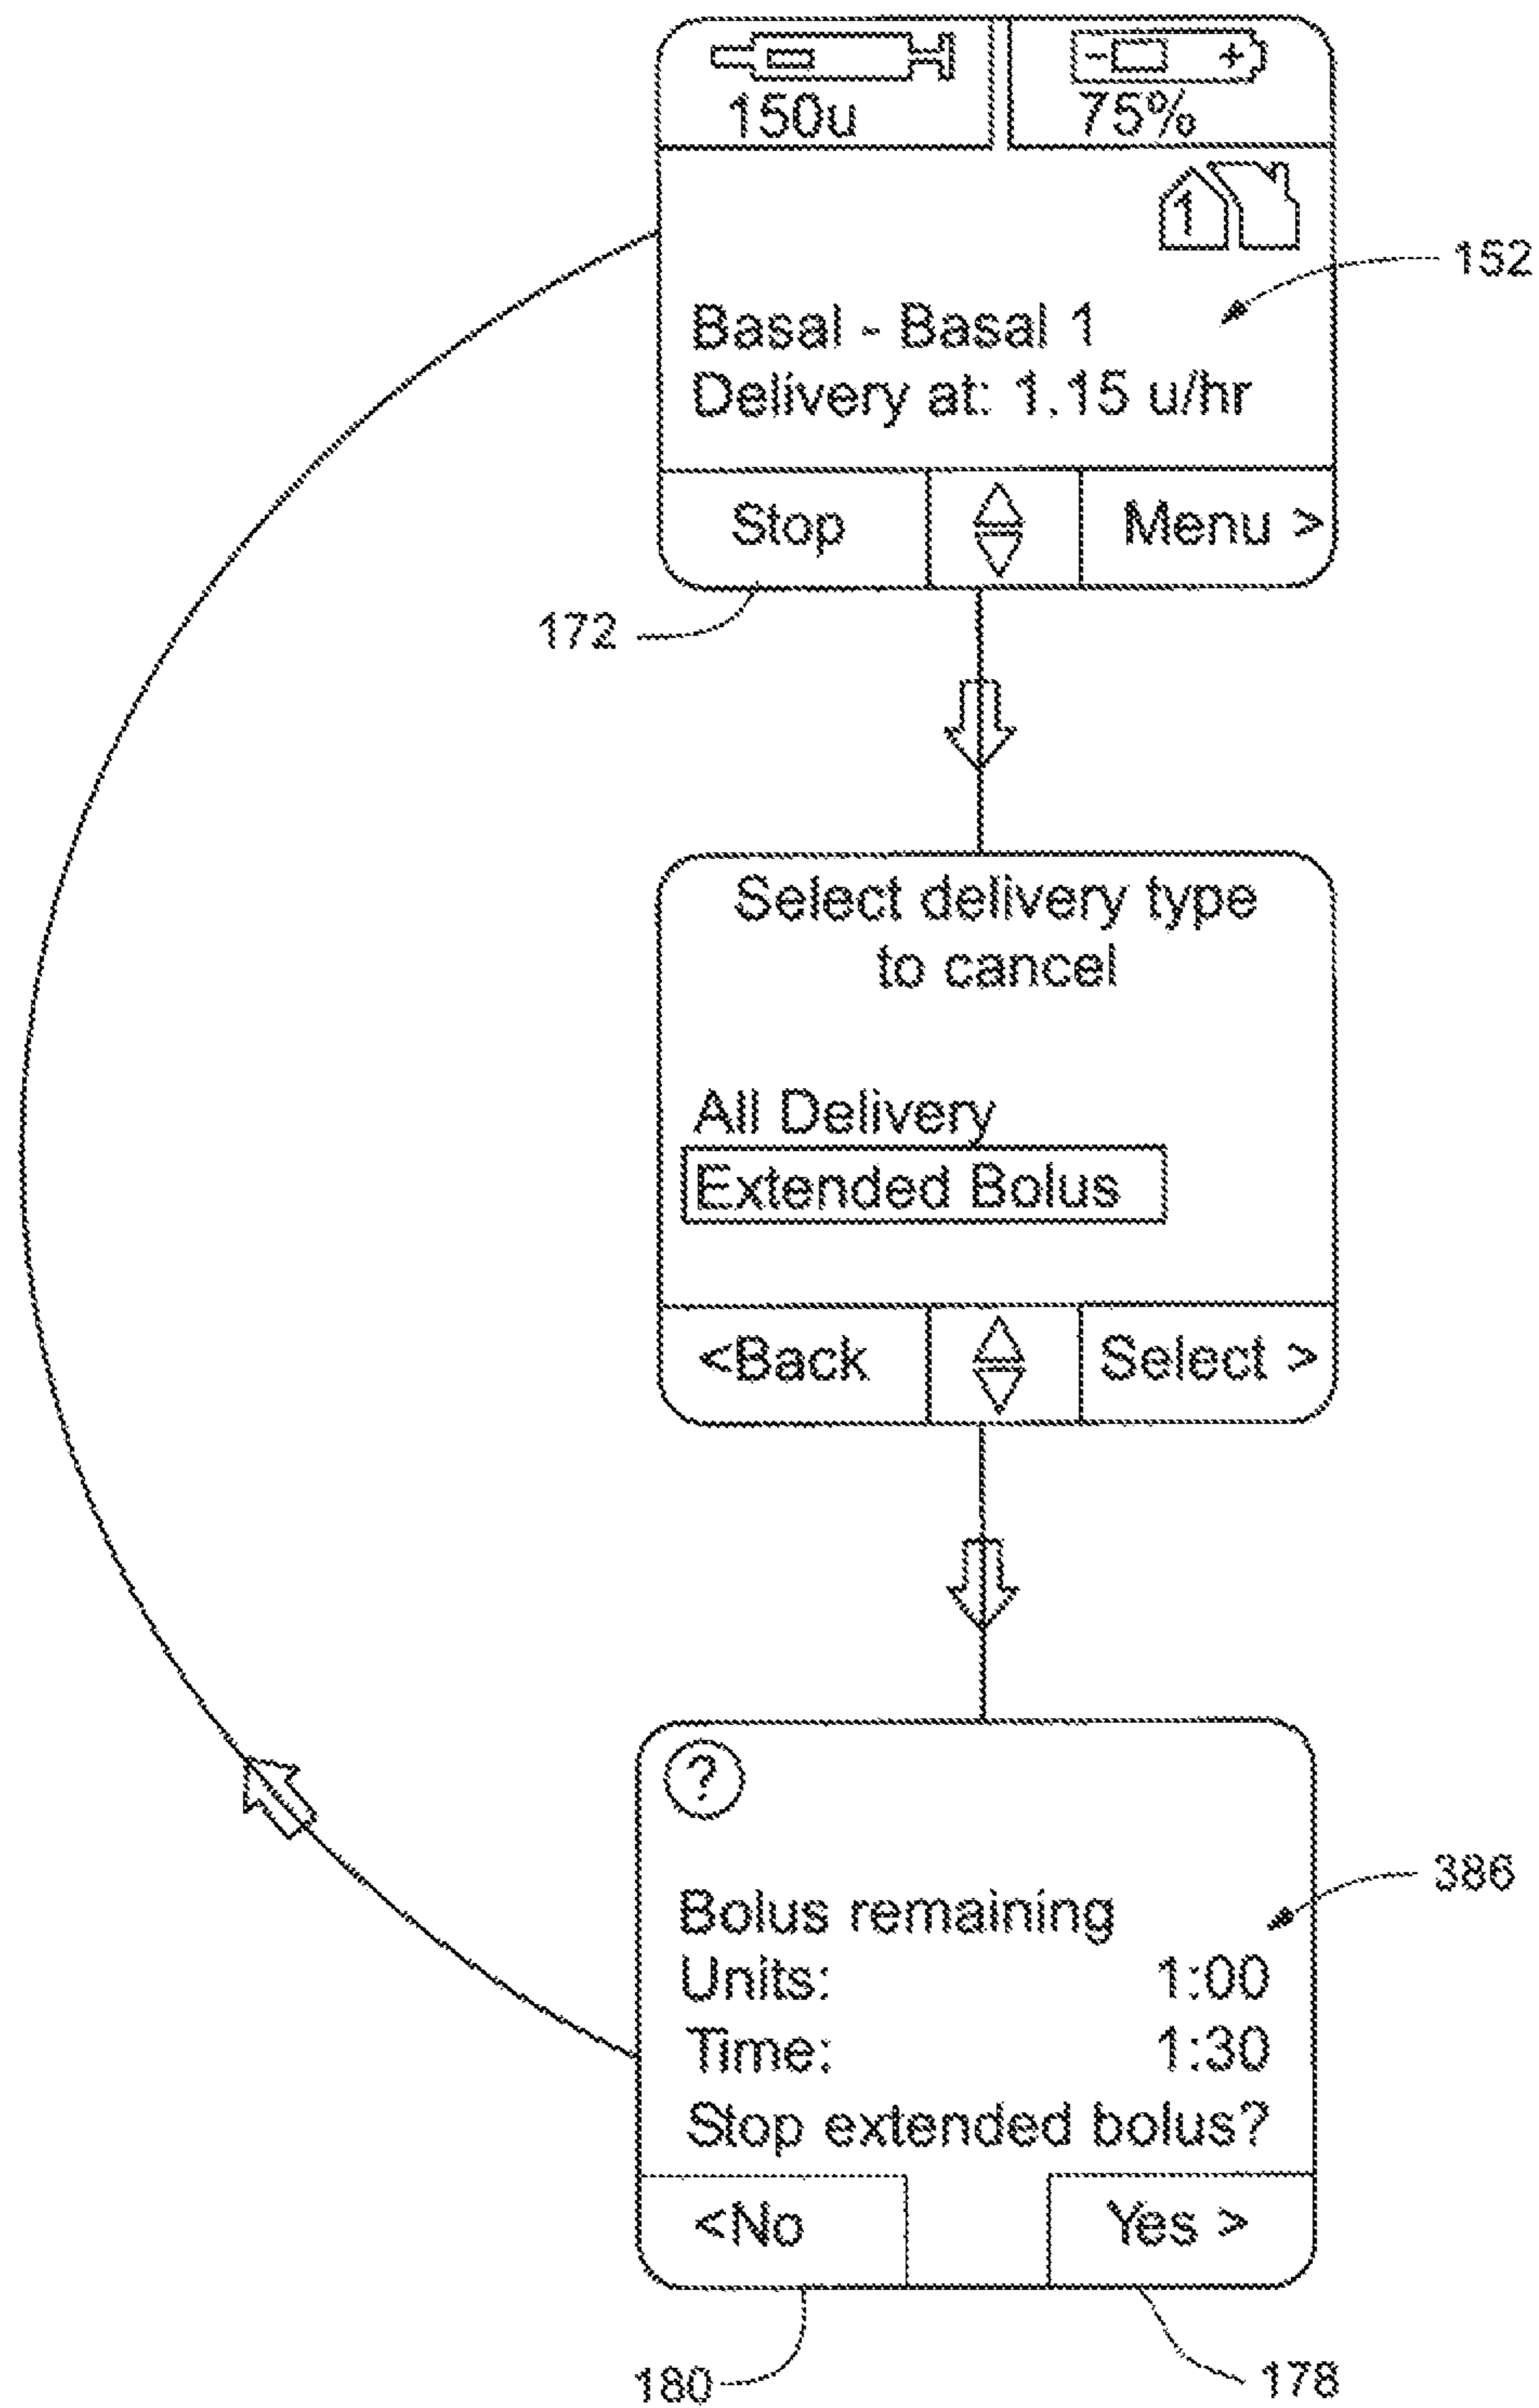 150u
75%
1
152
Basal - Basal 1
Delivery at: 1.15 u/hr
Stop
Menu >
172
Select delivery type
to cancel
All Delivery
Extended Bolus
<Back
Select >
?
386
Bolus remaining
Units: 1:00
Time: 1:30
Stop extended bolus?
<No
Yes >
180
178